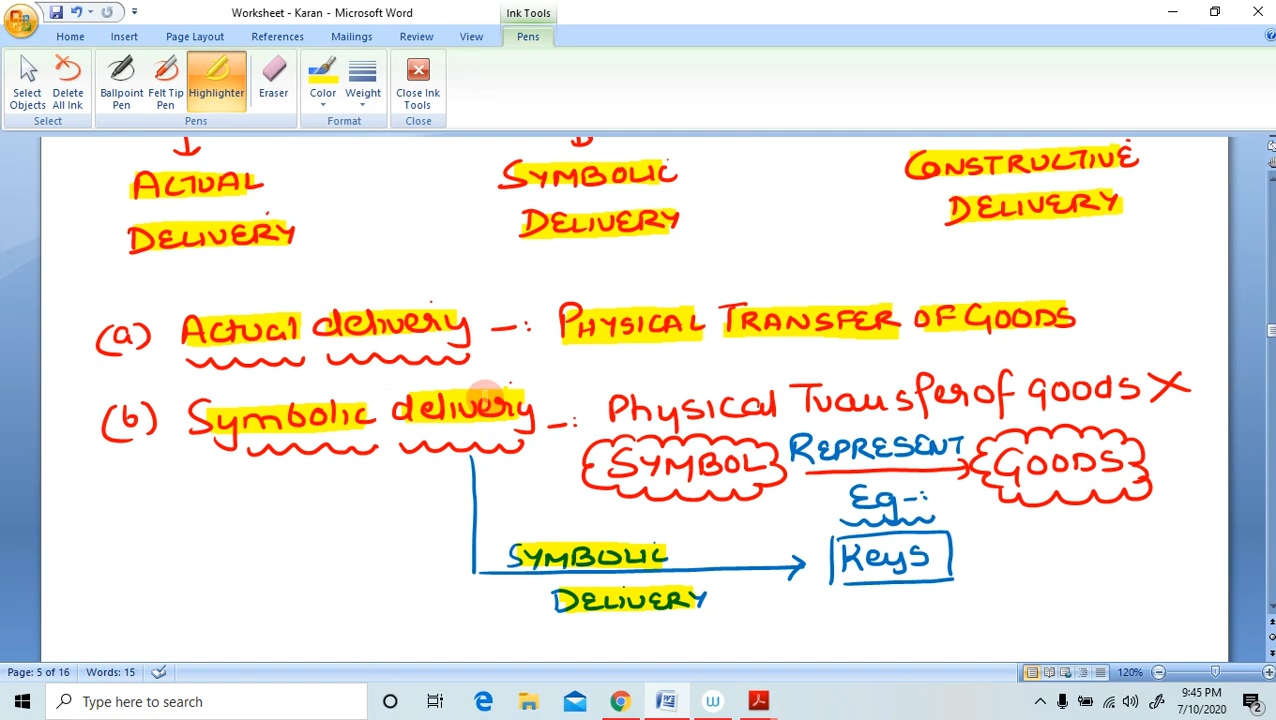 Worksheet - Karan - Microsoft Word
Ink Tools
Home Insert Page Layout References Mailings Review View Pens
Select Objects
Delete All Ink
Ballpoint Pen
Felt Tip Pen
Highlighter
Eraser
Color
Weight
Close Ink Tools
Select Pens Format Close
ACTUAL DELIVERY
SYMBOLIC DELIVERY
CONSTRUCTIVE DELIVERY
(a) Actual delivery -: PHYSICAL TRANSFER OF GOODS
(b) Symbolic delivery -: Physical Transfer of goods X
SYMBOL REPRESENT GOODS
Eg-:
SYMBOLIC DELIVERY
Keys
Page: 5 of 16 Words: 15 120%
Type here to search
9:45 PM
7/10/2020
2